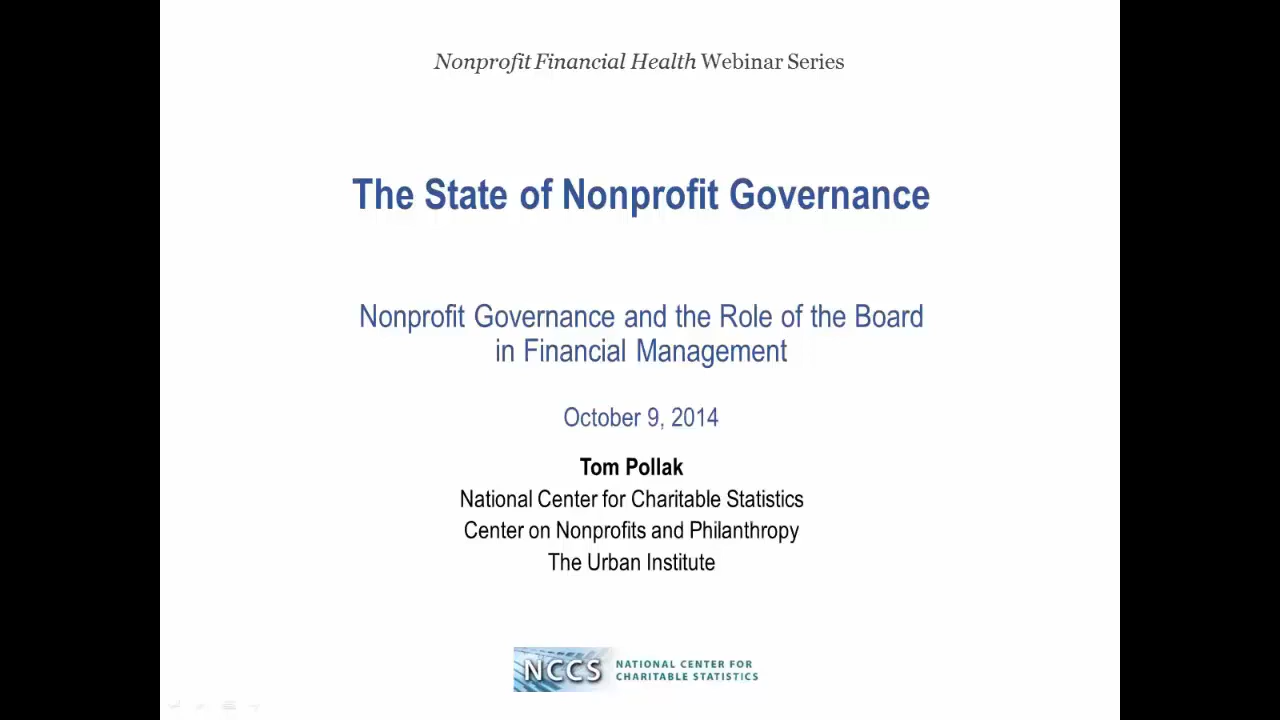 Nonprofit Financial Health Webinar Series
The State of Nonprofit Governance
Nonprofit Governance and the Role of the Board
in Financial Management
October 9, 2014
Tom Pollak
National Center for Charitable Statistics
Center on Nonprofits and Philanthropy
The Urban Institute
NCCS
NATIONAL CENTER FOR
CHARITABLE STATISTICS